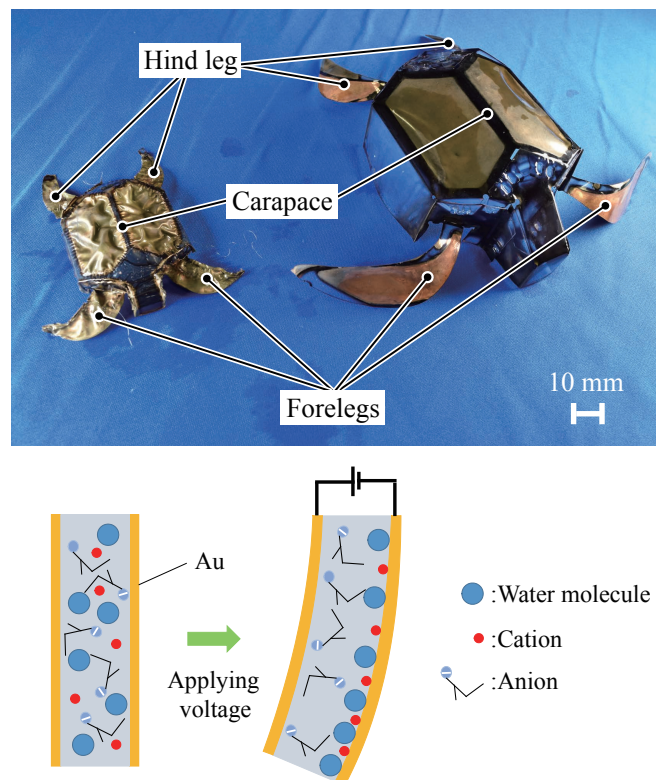 Hind leg
Carapace
Forelegs
10 mm
Au
Applying
voltage
:Water molecule
:Cation
:Anion